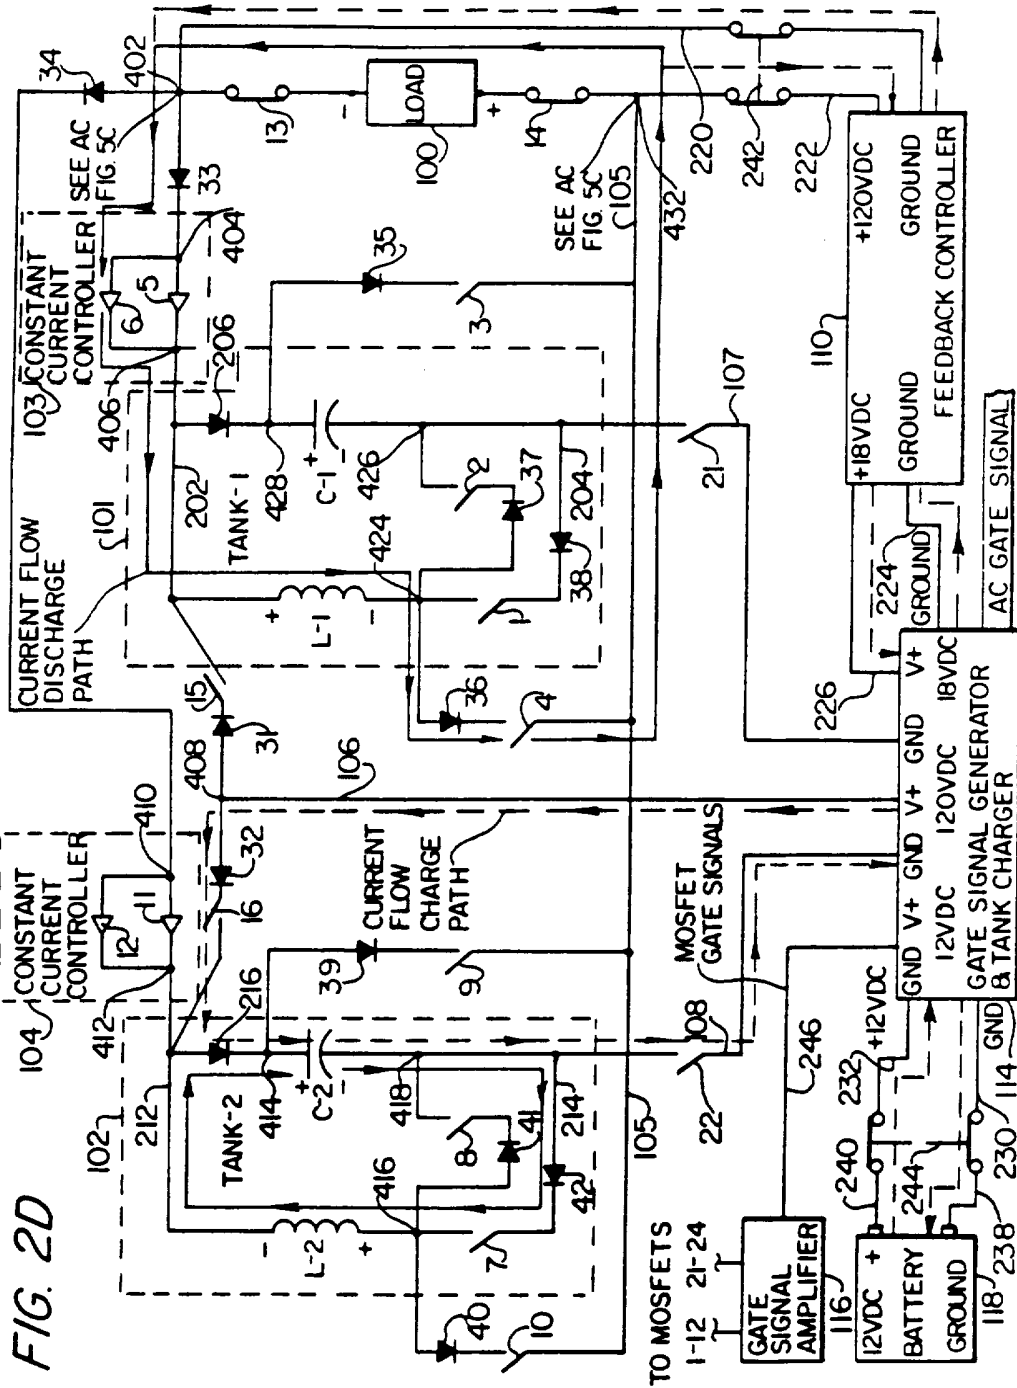 FIG. 2D
104
CONSTANT
CURRENT
CONTROLLER
12
11
410
412
CURRENT FLOW
DISCHARGE
PATH
103
CONSTANT
CURRENT
CONTROLLER
6
5
404
406
SEE AC
FIG. 5C
34
402
33
13
-
LOAD
+
100
14
SEE AC
FIG. 5C
105
432
220
242
222
102
212
TANK-2
216
414
+
C-2
-
418
-
L-2
+
416
8
41
7
42
214
40
10
105
22
108
39
9
16
32
408
31
15
106
CURRENT
FLOW
CHARGE
PATH
101
202
TANK-1
206
428
+
C-1
-
426
+
L-1
-
424
2
37
1
38
204
36
4
35
3
21
107
MOSFET
GATE SIGNALS
TO MOSFETS
1-12 21-24
GATE
SIGNAL
AMPLIFIER
116
246
12VDC +
BATTERY
GROUND
118
238
240
244
232
+12VDC
230
GND
114
GND V+ GND V+ GND V+
12VDC 120VDC 18VDC
GATE SIGNAL GENERATOR
& TANK CHARGER
226
224
GROUND
AC GATE SIGNAL
110
+18VDC +120VDC
GROUND GROUND
FEEDBACK CONTROLLER